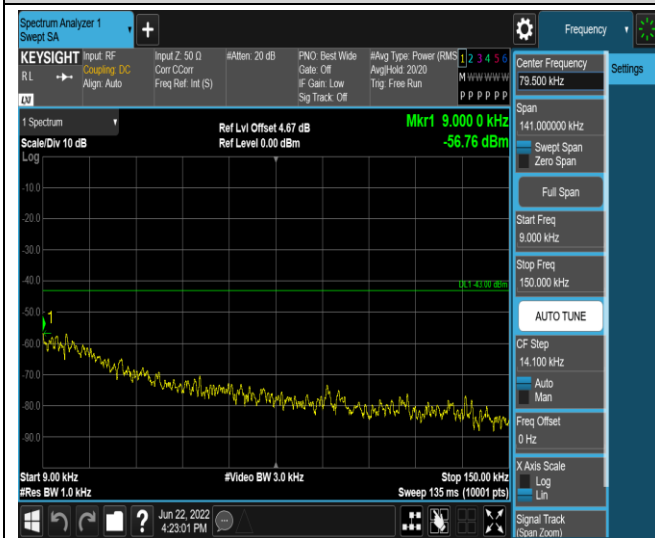 Spectrum Analyzer 1
Swept SA
Frequency
KEYSIGHT
RL
LXI
Input: RF
Coupling: DC
Align: Auto
Input Z: 50 Ω
Corr CCorr
Freq Ref: Int (S)
#Atten: 20 dB
PNO: Best Wide
Gate: Off
IF Gain: Low
Sig Track: Off
#Avg Type: Power (RMS
Avg|Hold: 20/20
Trig: Free Run
1 2 3 4 5 6
M W W W W W
P P P P P P
1 Spectrum
Scale/Div 10 dB
Ref Lvl Offset 4.67 dB
Ref Level 0.00 dBm
Mkr1 9.000 0 kHz
-56.76 dBm
Log
-10.0
-20.0
-30.0
-40.0
-50.0
-60.0
-70.0
-80.0
-90.0
DL1 -43.00 dBm
1
Start 9.00 kHz
#Res BW 1.0 kHz
#Video BW 3.0 kHz
Stop 150.00 kHz
Sweep 135 ms (10001 pts)
Jun 22, 2022
4:23:01 PM
Center Frequency
79.500 kHz
Settings
Span
141.000000 kHz
Swept Span
Zero Span
Full Span
Start Freq
9.000 kHz
Stop Freq
150.000 kHz
AUTO TUNE
CF Step
14.100 kHz
Auto
Man
Freq Offset
0 Hz
X Axis Scale
Log
Lin
Signal Track
(Span Zoom)